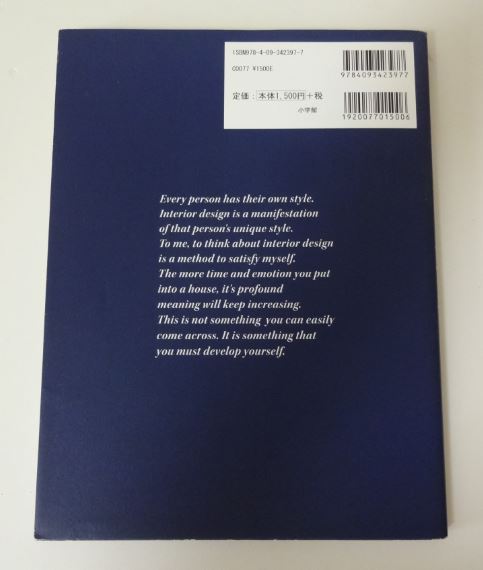 ISBN978-4-09-342397-7
9784093423977
C0077 ¥1500E
定価：本体1,500円+税
小学館
1920077015006
Every person has their own style.
Interior design is a manifestation
of that person's unique style.
To me, to think about interior design
is a method to satisfy myself.
The more time and emotion you put
into a house, it's profound
meaning will keep increasing.
This is not something you can easily
come across. It is something that
you must develop yourself.